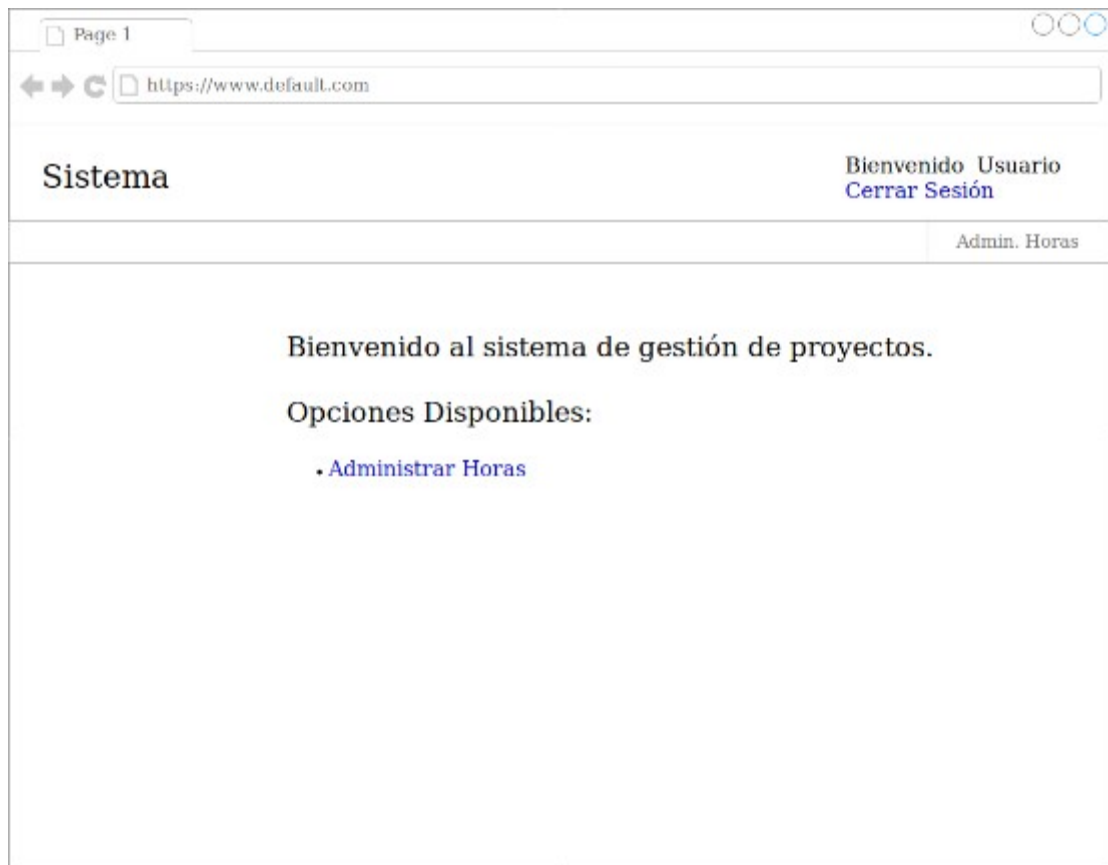 Page 1
https://www.default.com
Sistema
Bienvenido Usuario
Cerrar Sesión
Admin. Horas
Bienvenido al sistema de gestión de proyectos.
Opciones Disponibles:
• Administrar Horas